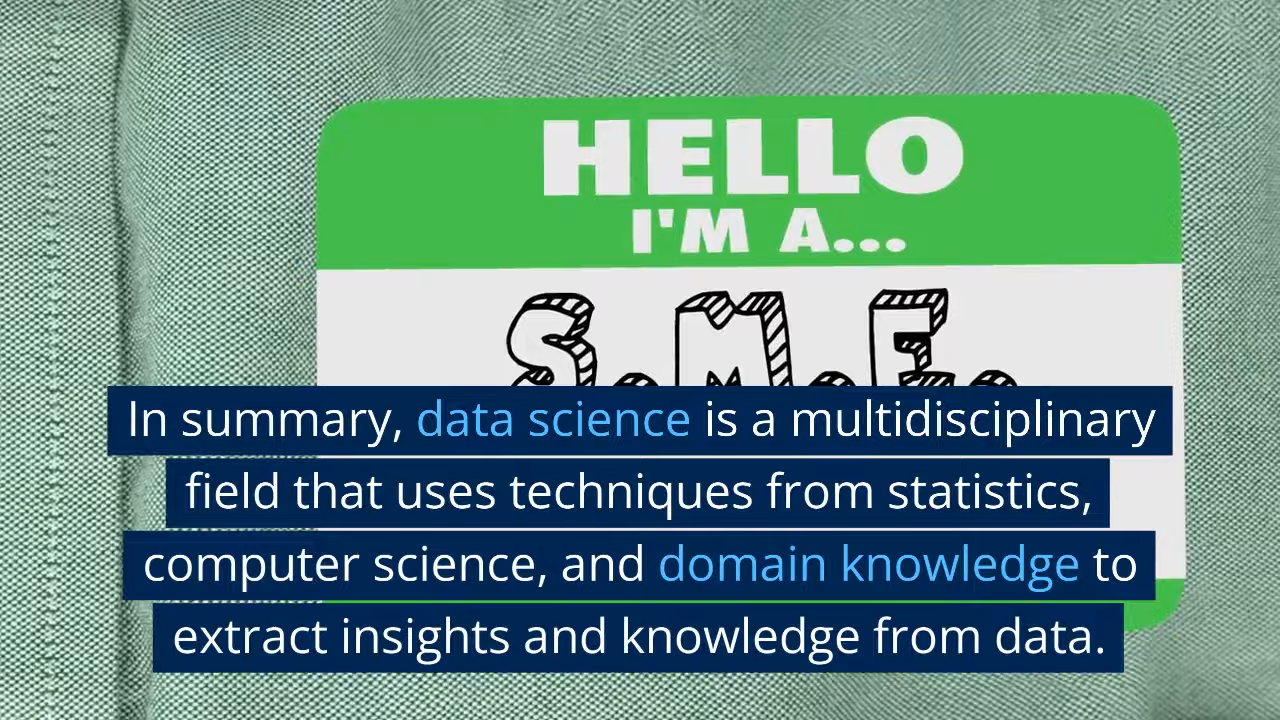 HELLO
I'M A...
S.M.E.
In summary, data science is a multidisciplinary
field that uses techniques from statistics,
computer science, and domain knowledge to
extract insights and knowledge from data.